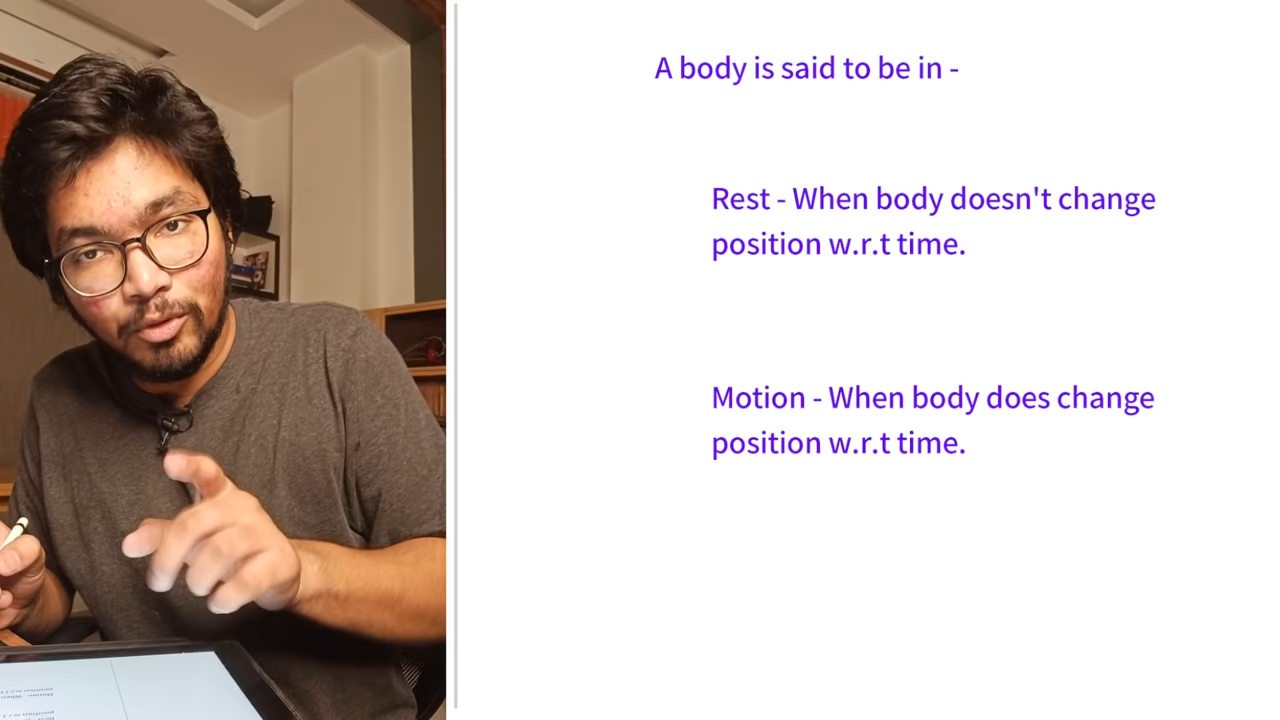 A body is said to be in -
Rest - When body doesn't change
position w.r.t time.
Motion - When body does change
position w.r.t time.